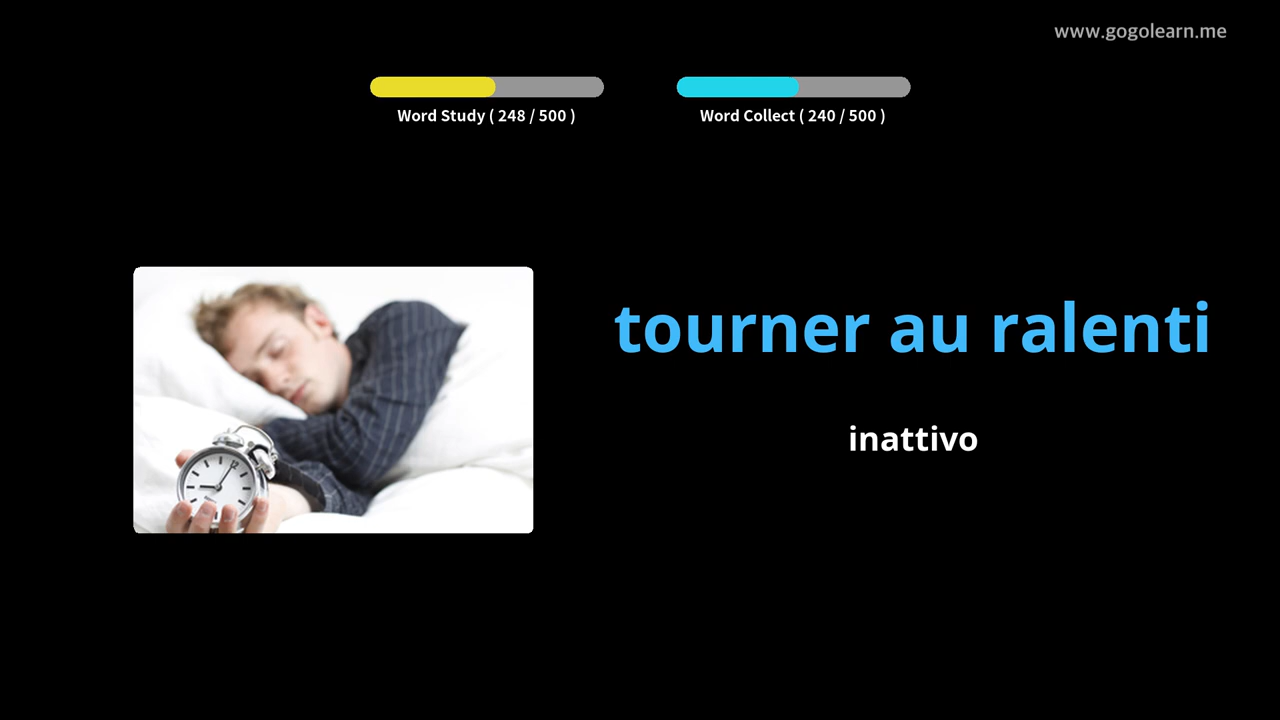 www.gogolearn.me
Word Study ( 248 / 500 )
Word Collect ( 240 / 500 )
tourner au ralenti
inattivo